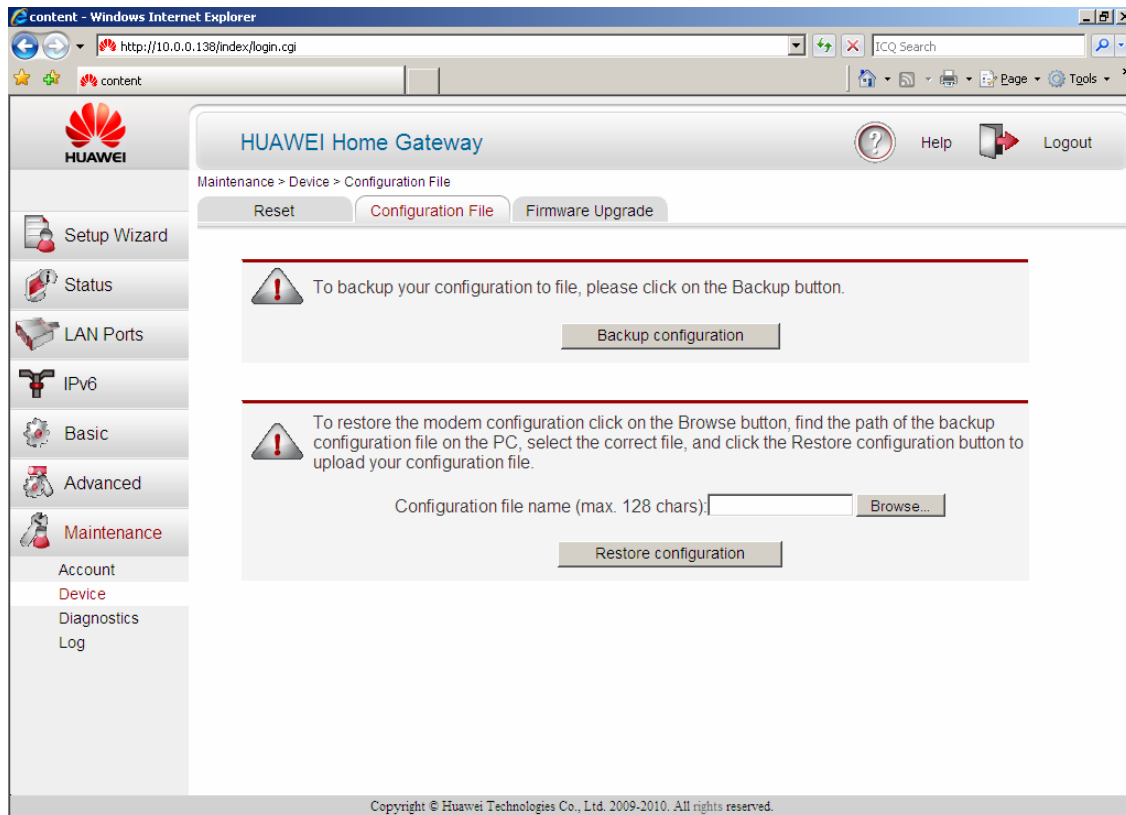 content - Windows Internet Explorer
http://10.0.0.138/index/login.cgi
ICQ Search
content
Page
Tools
HUAWEI
HUAWEI Home Gateway
Help
Logout
Maintenance > Device > Configuration File
Reset
Configuration File
Firmware Upgrade
Setup Wizard
Status
LAN Ports
IPv6
Basic
Advanced
Maintenance
Account
Device
Diagnostics
Log
To backup your configuration to file, please click on the Backup button.
Backup configuration
To restore the modem configuration click on the Browse button, find the path of the backup
configuration file on the PC, select the correct file, and click the Restore configuration button to
upload your configuration file.
Configuration file name (max. 128 chars):
Browse...
Restore configuration
Copyright © Huawei Technologies Co., Ltd. 2009-2010. All rights reserved.